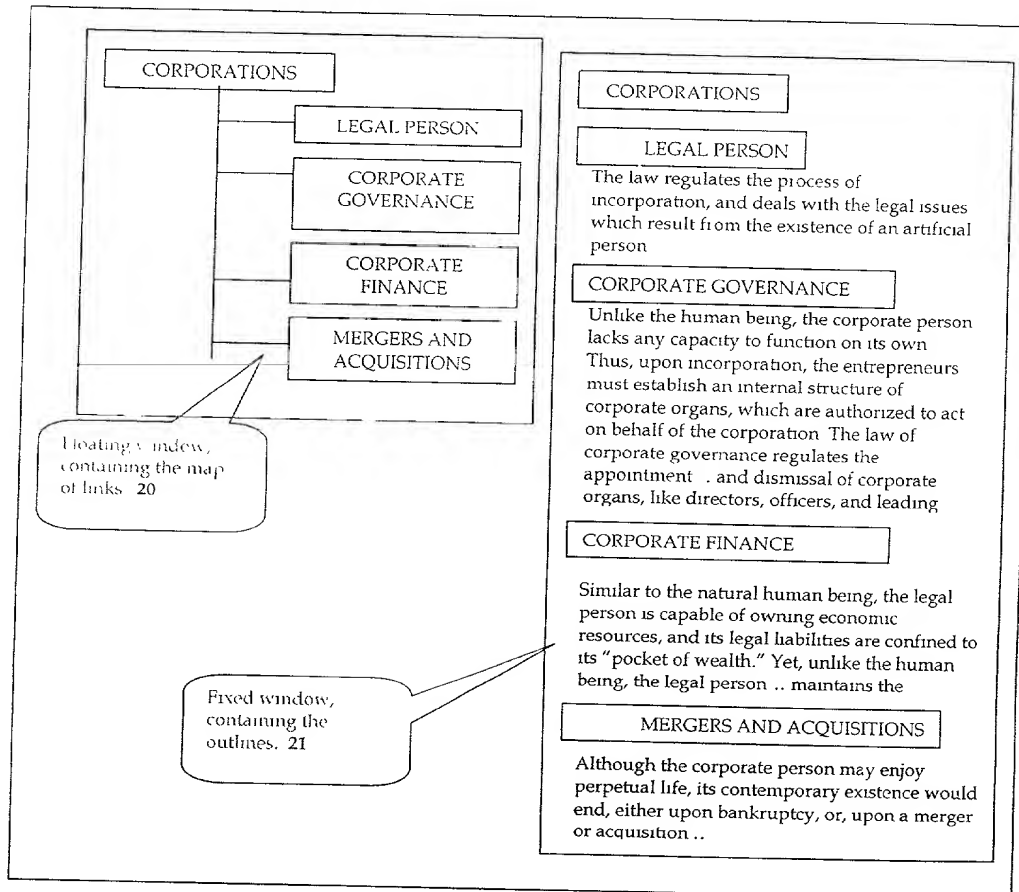 CORPORATIONS
LEGAL PERSON
CORPORATE
GOVERNANCE
CORPORATE
FINANCE
MERGERS AND
ACQUISITIONS
Floating window,
containing the map
of links 20
Fixed window,
containing the
outlines. 21
CORPORATIONS
LEGAL PERSON
The law regulates the process of
incorporation, and deals with the legal issues
which result from the existence of an artificial
person
CORPORATE GOVERNANCE
Unlike the human being, the corporate person
lacks any capacity to function on its own
Thus, upon incorporation, the entrepreneurs
must establish an internal structure of
corporate organs, which are authorized to act
on behalf of the corporation The law of
corporate governance regulates the
appointment . and dismissal of corporate
organs, like directors, officers, and leading
CORPORATE FINANCE
Similar to the natural human being, the legal
person is capable of owning economic
resources, and its legal liabilities are confined to
its "pocket of wealth." Yet, unlike the human
being, the legal person .. maintains the
MERGERS AND ACQUISITIONS
Although the corporate person may enjoy
perpetual life, its contemporary existence would
end, either upon bankruptcy, or, upon a merger
or acquisition ..